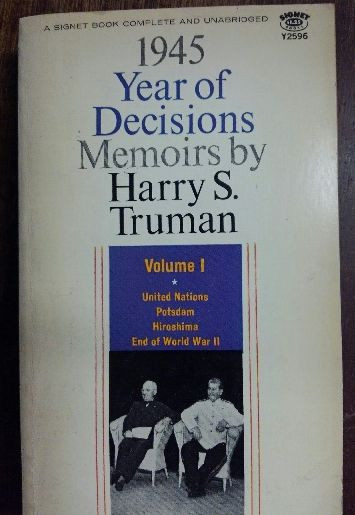 A SIGNET BOOK COMPLETE AND UNABRIDGED
SIGNET
Y2596
1945
Year of
Decisions
Memoirs by
Harry S.
Truman
Volume I
United Nations
Potsdam
Hiroshima
End of World War II